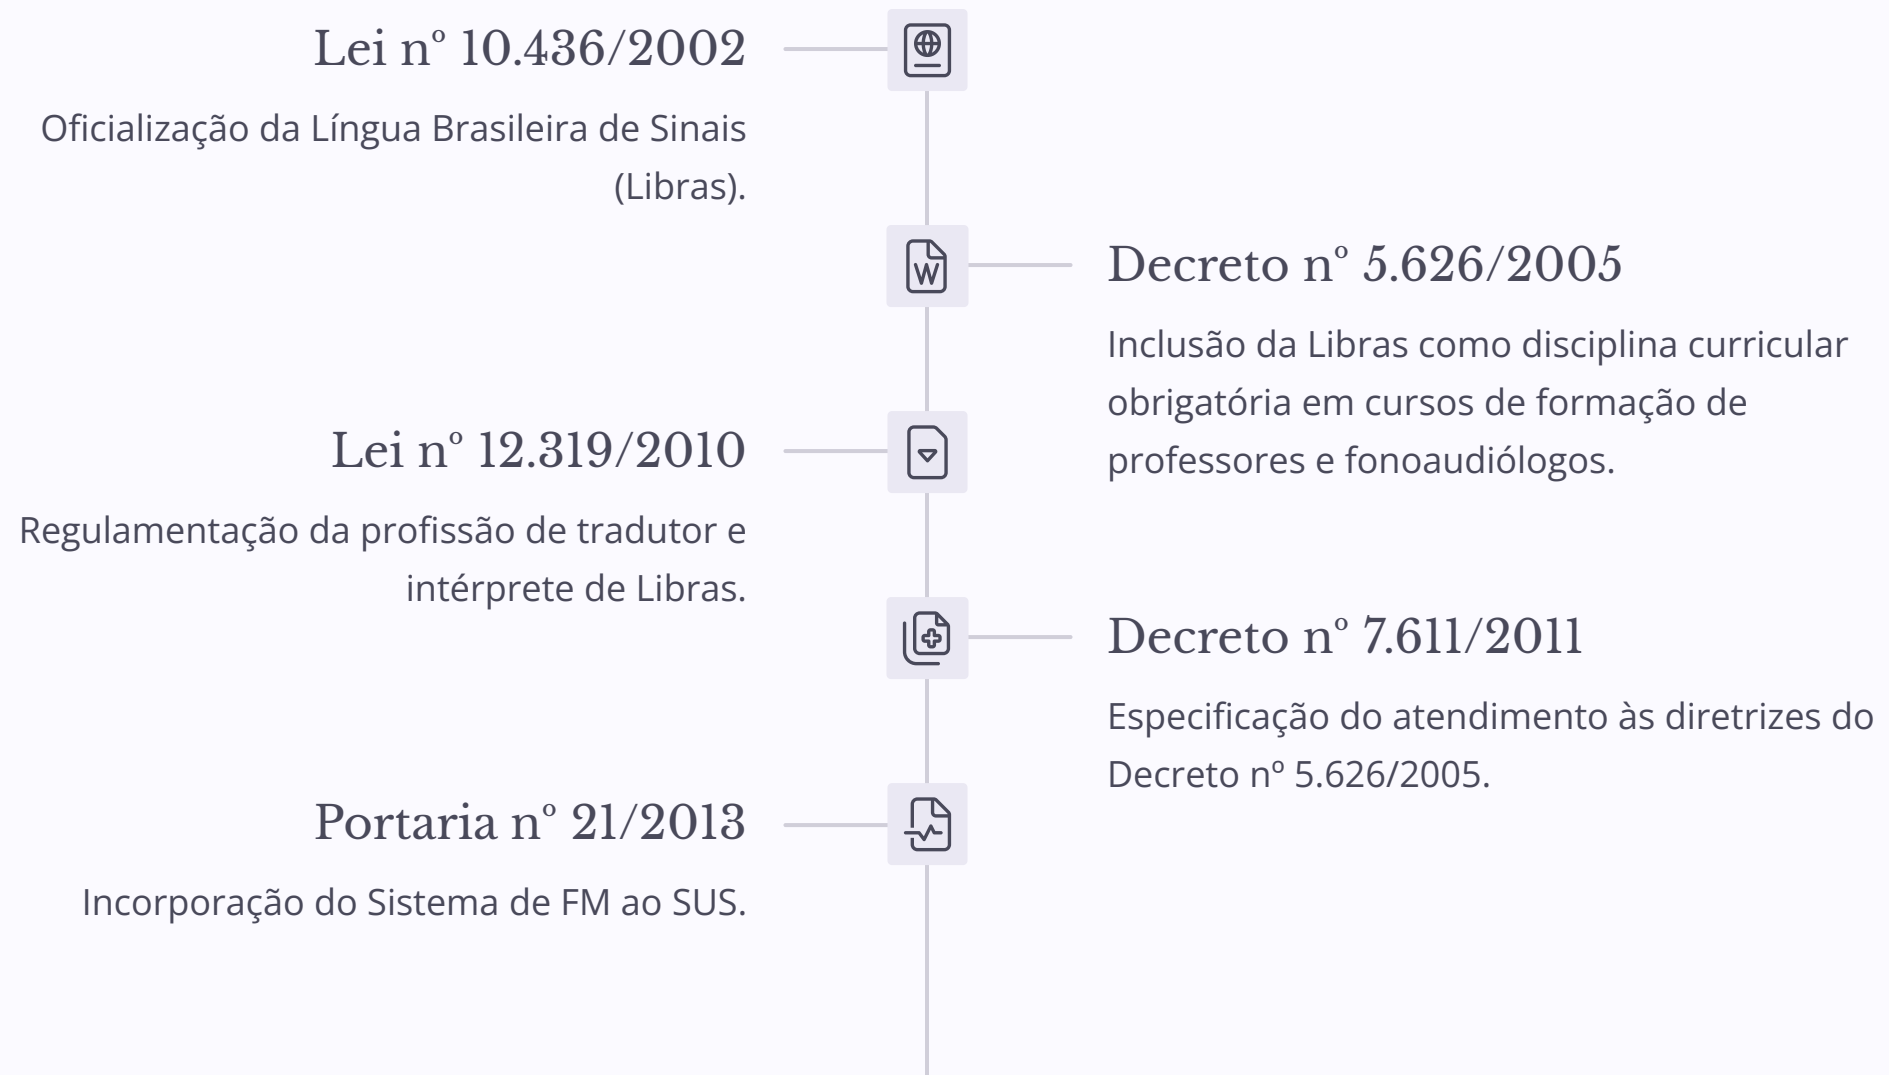 Lei nº 10.436/2002
Oficialização da Língua Brasileira de Sinais
(Libras).
Decreto nº 5.626/2005
Inclusão da Libras como disciplina curricular
obrigatória em cursos de formação de
professores e fonoaudiólogos.
Lei nº 12.319/2010
Regulamentação da profissão de tradutor e
intérprete de Libras.
Decreto nº 7.611/2011
Especificação do atendimento às diretrizes do
Decreto nº 5.626/2005.
Portaria nº 21/2013
Incorporação do Sistema de FM ao SUS.